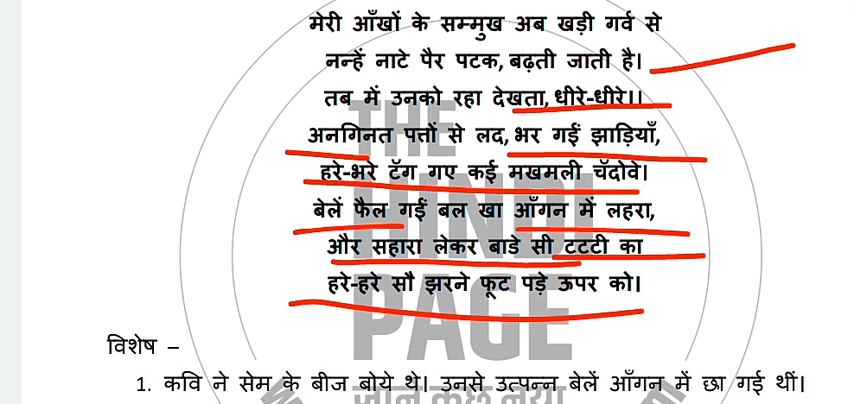 मेरी आँखों के सम्मुख अब खड़ी गर्व से
नन्हें नाटे पैर पटक, बढ़ती जाती है।
तब में उनको रहा देखता, धीरे-धीरे।।
अनगिनत पत्तों से लद, भर गईं झाड़ियाँ,
हरे-भरे टँग गए कई मखमली चँदोवे।
बेलें फैल गईं बल खा आँगन में लहरा,
और सहारा लेकर बाड़े सी टटटी का
हरे-हरे सौ झरने फूट पड़े ऊपर को।
THE
HINDI
PAGE
विशेष –
1. कवि ने सेम के बीज बोये थे। उनसे उत्पन्न बेलें आँगन में छा गई थीं।
जान कुछ नया